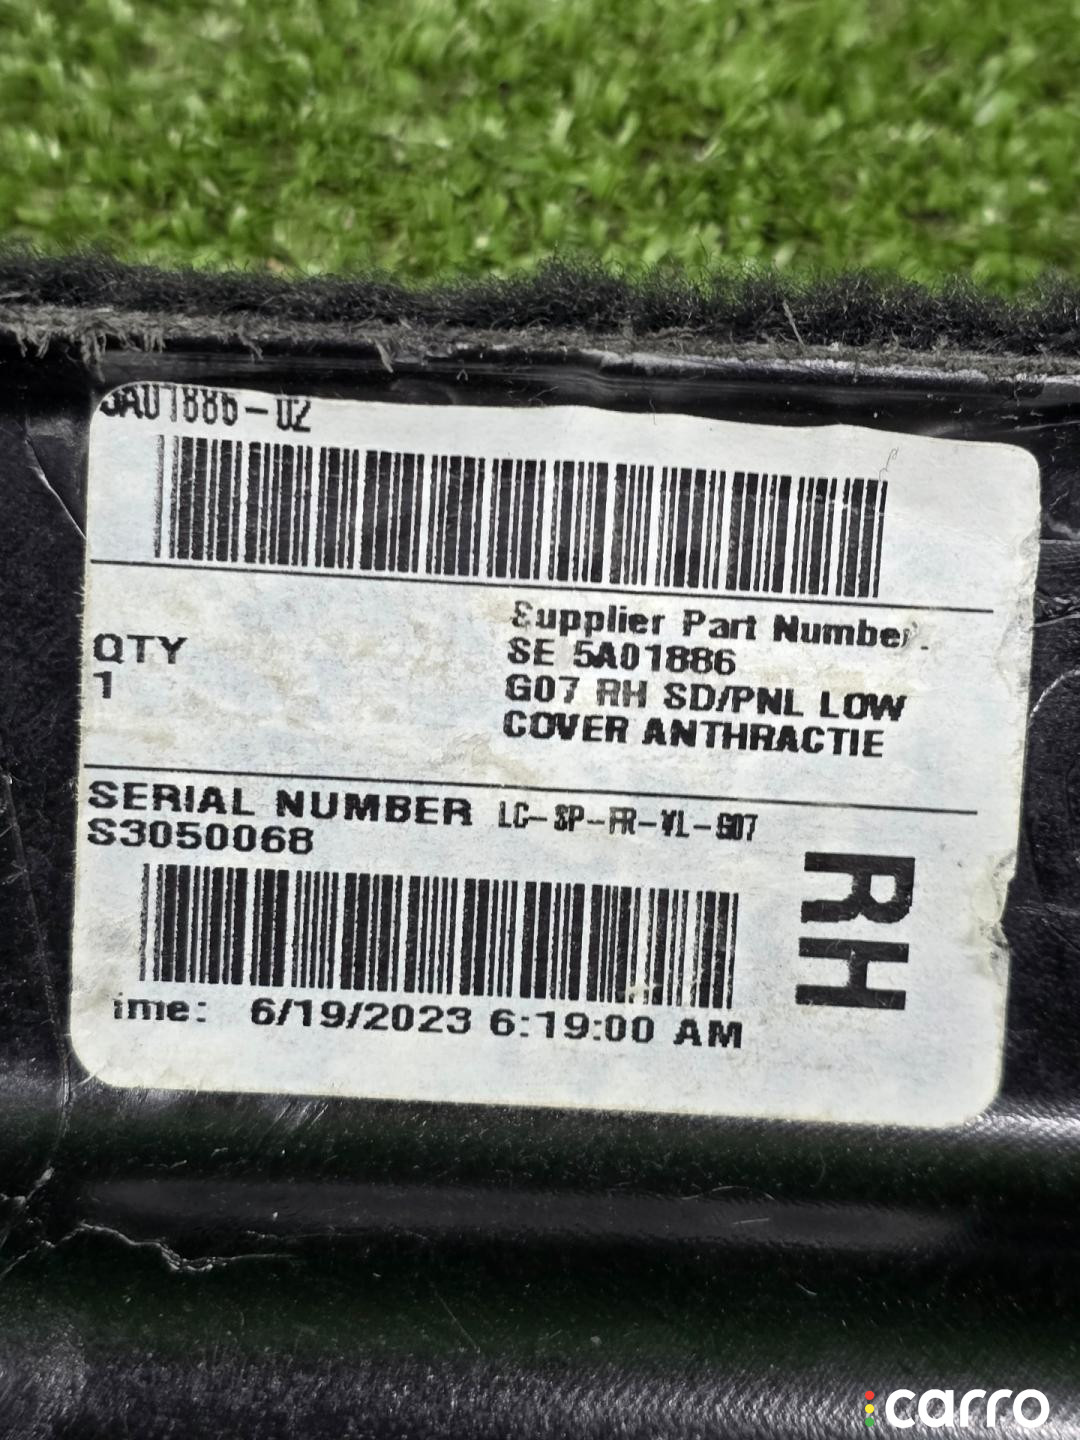 5A01886-02
Supplier Part Number:
QTY
SE 5A01886
1
G07 RH SD/PNL LOW
COVER ANTHRACTIE
SERIAL NUMBER LC-SP-FR-VL-G07
S3050068
RH
ime: 6/19/2023 6:19:00 AM
carro